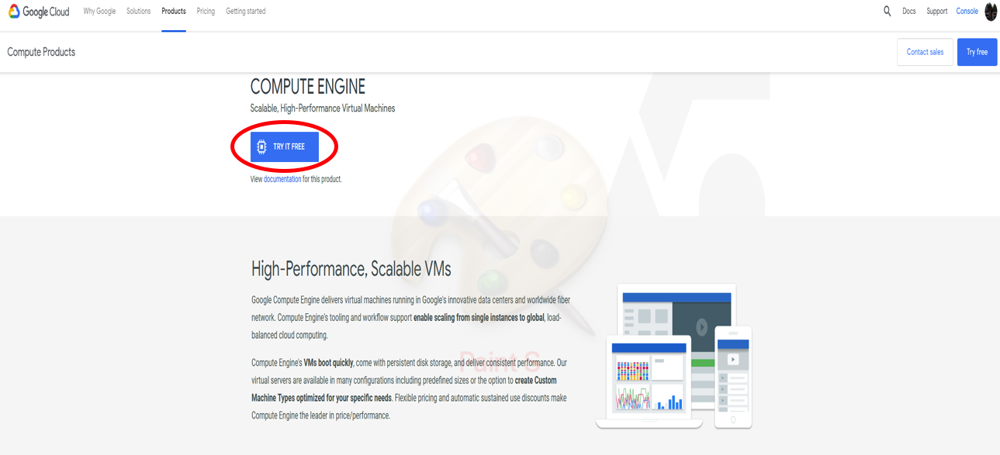 Google Cloud Why Google Solutions Products Pricing Getting started Docs Support Console
Compute Products Contact sales Try free
COMPUTE ENGINE
Scalable, High-Performance Virtual Machines
TRY IT FREE
View documentation for this product.
High-Performance, Scalable VMs
Google Compute Engine delivers virtual machines running in Google's innovative data centers and worldwide fiber
network. Compute Engine's tooling and workflow support enable scaling from single instances to global, load-
balanced cloud computing.
Compute Engine's VMs boot quickly, come with persistent disk storage, and deliver consistent performance. Our
virtual servers are available in many configurations including predefined sizes or the option to create Custom
Machine Types optimized for your specific needs. Flexible pricing and automatic sustained use discounts make
Compute Engine the leader in price/performance.
Paint S